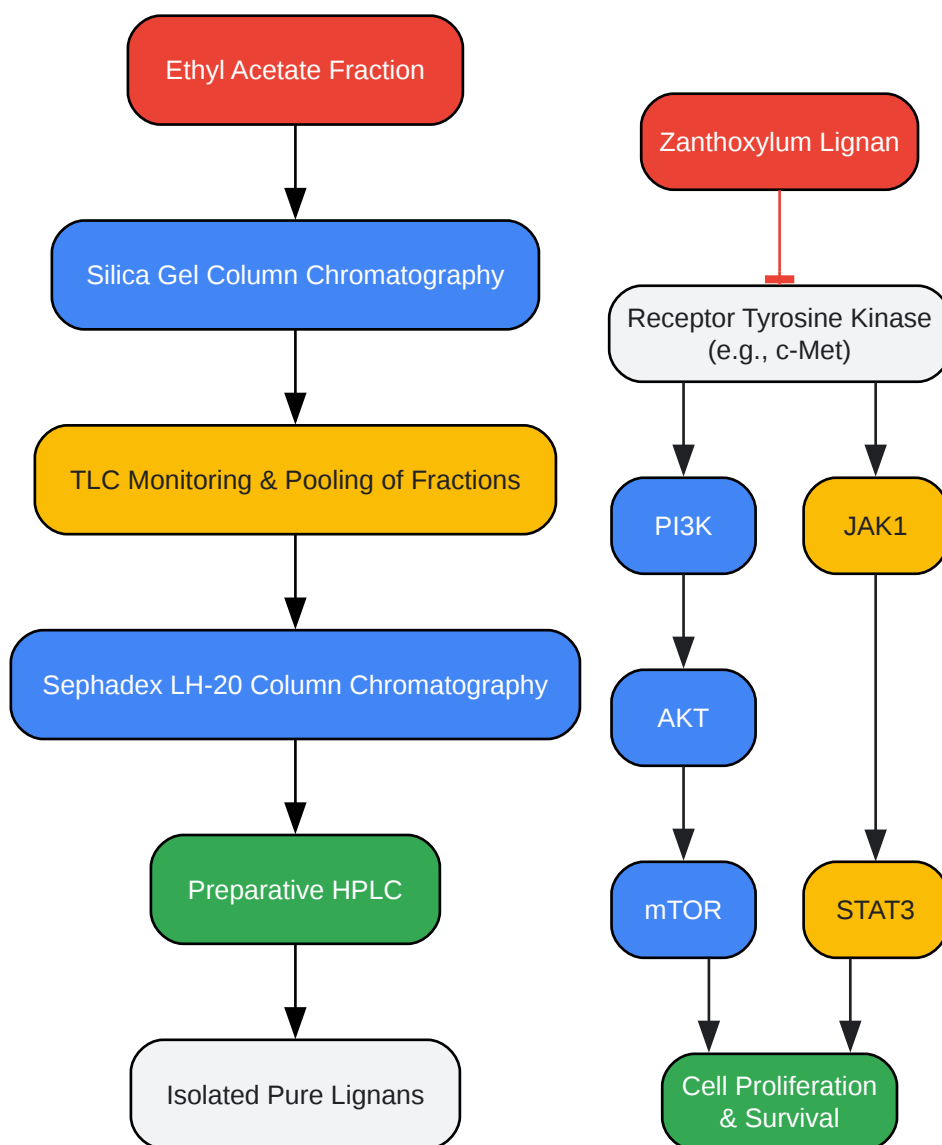 Ethyl Acetate Fraction
Silica Gel Column Chromatography
TLC Monitoring & Pooling of Fractions
Sephadex LH-20 Column Chromatography
Preparative HPLC
Isolated Pure Lignans
Zanthoxylum Lignan
Receptor Tyrosine Kinase
(e.g., c-Met)
PI3K
JAK1
AKT
mTOR
STAT3
Cell Proliferation
& Survival